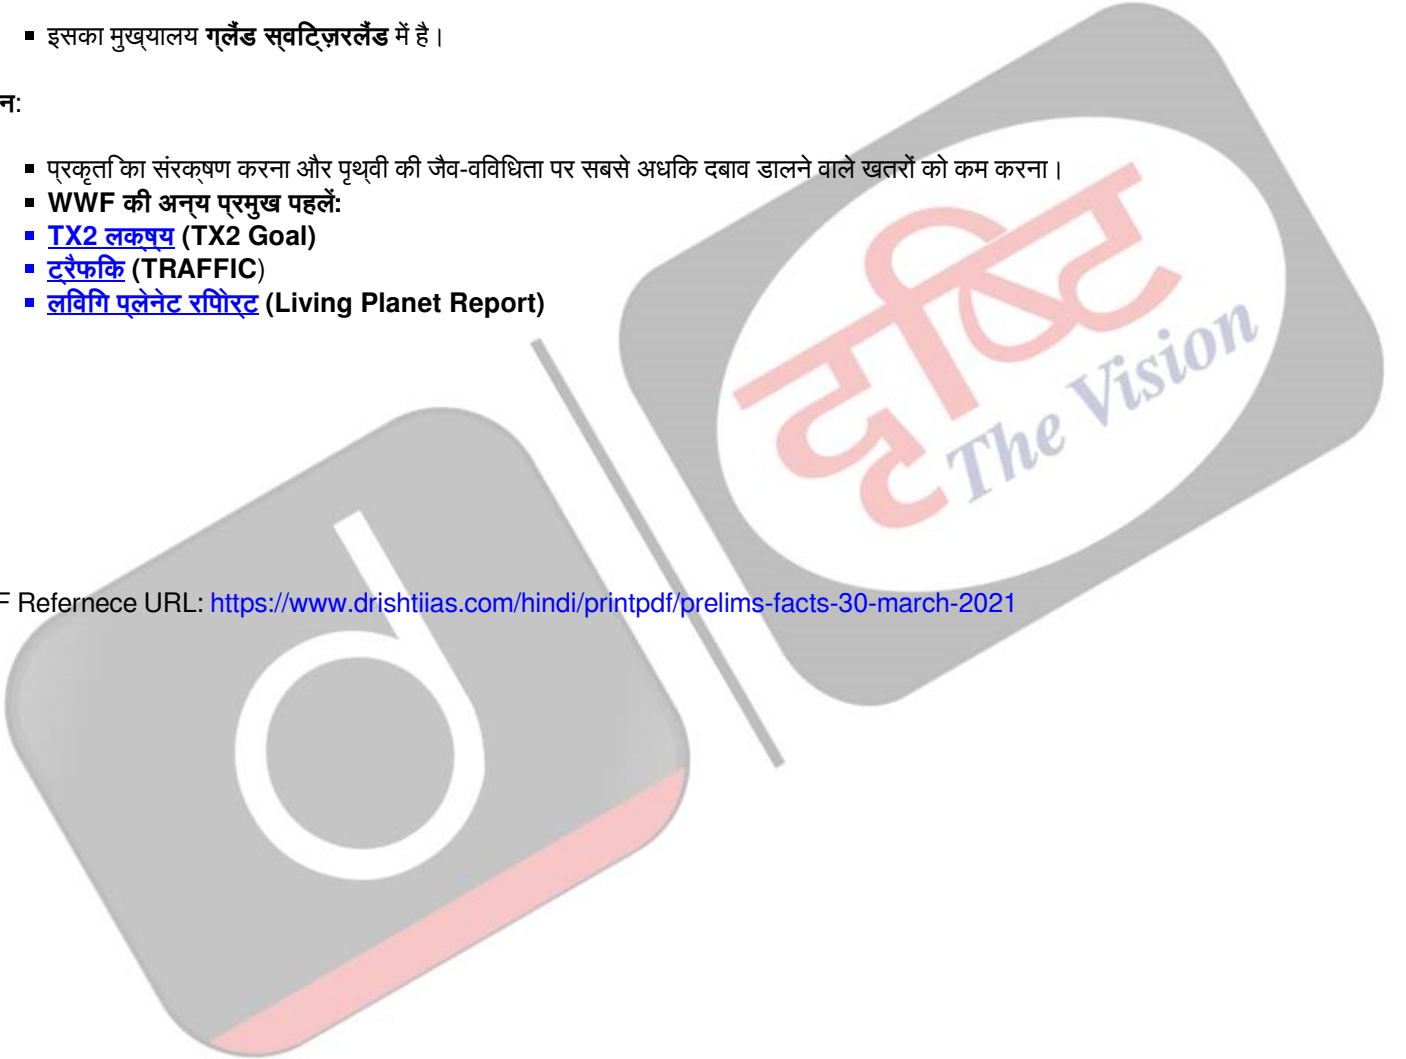 इसका मुख्यालय ग्लैंड स्विट्ज़रलैंड में है।
न:
प्रकृति का संरक्षण करना और पृथ्वी की जैव-विविधिता पर सबसे अधिक दबाव डालने वाले खतरों को कम करना।
WWF की अन्य प्रमुख पहलें:
TX2 लक्ष्य (TX2 Goal)
ट्रैफिक (TRAFFIC)
लिविंग प्लेनेट रिपोर्ट (Living Planet Report)
दृष्टि
The Vision
d
F Refernece URL: https://www.drishtiias.com/hindi/printpdf/prelims-facts-30-march-2021